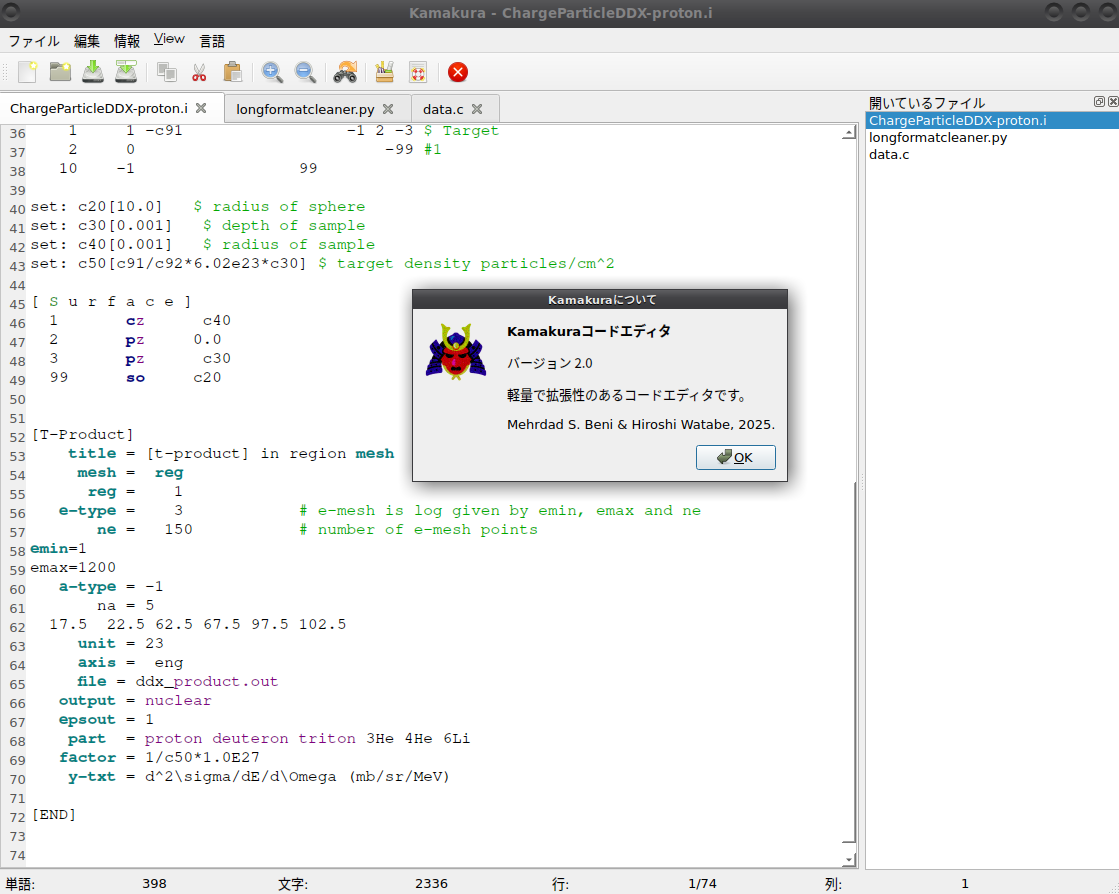 Kamakura - ChargeParticleDDX-proton.i
ファイル 編集 情報 View 言語
ChargeParticleDDX-proton.i longformatcleaner.py data.c
36 1 1 -c91 -1 2 -3 $ Target
37 2 0 -99 #1
38 10 -1 99
39
40 set: c20[10.0] $ radius of sphere
41 set: c30[0.001] $ depth of sample
42 set: c40[0.001] $ radius of sample
43 set: c50[c91/c92*6.02e23*c30] $ target density particles/cm^2
44
45 [ S u r f a c e ]
46 1 cz c40
47 2 pz 0.0
48 3 pz c30
49 99 so c20
50
51
52 [T-Product]
53 title = [t-product] in region mesh
54 mesh = reg
55 reg = 1
56 e-type = 3 # e-mesh is log given by emin, emax and ne
57 ne = 150 # number of e-mesh points
58 emin=1
59 emax=1200
60 a-type = -1
61 na = 5
62 17.5 22.5 62.5 67.5 97.5 102.5
63 unit = 23
64 axis = eng
65 file = ddx_product.out
66 output = nuclear
67 epsout = 1
68 part = proton deuteron triton 3He 4He 6Li
69 factor = 1/c50*1.0E27
70 y-txt = d^2\sigma/dE/d\Omega (mb/sr/MeV)
71
72 [END]
73
74
Kamakuraについて
Kamakuraコードエディタ
バージョン 2.0
軽量で拡張性のあるコードエディタです。
Mehrdad S. Beni & Hiroshi Watabe, 2025.
OK
開いているファイル
ChargeParticleDDX-proton.i
longformatcleaner.py
data.c
単語: 398 文字: 2336 行: 1/74 列: 1